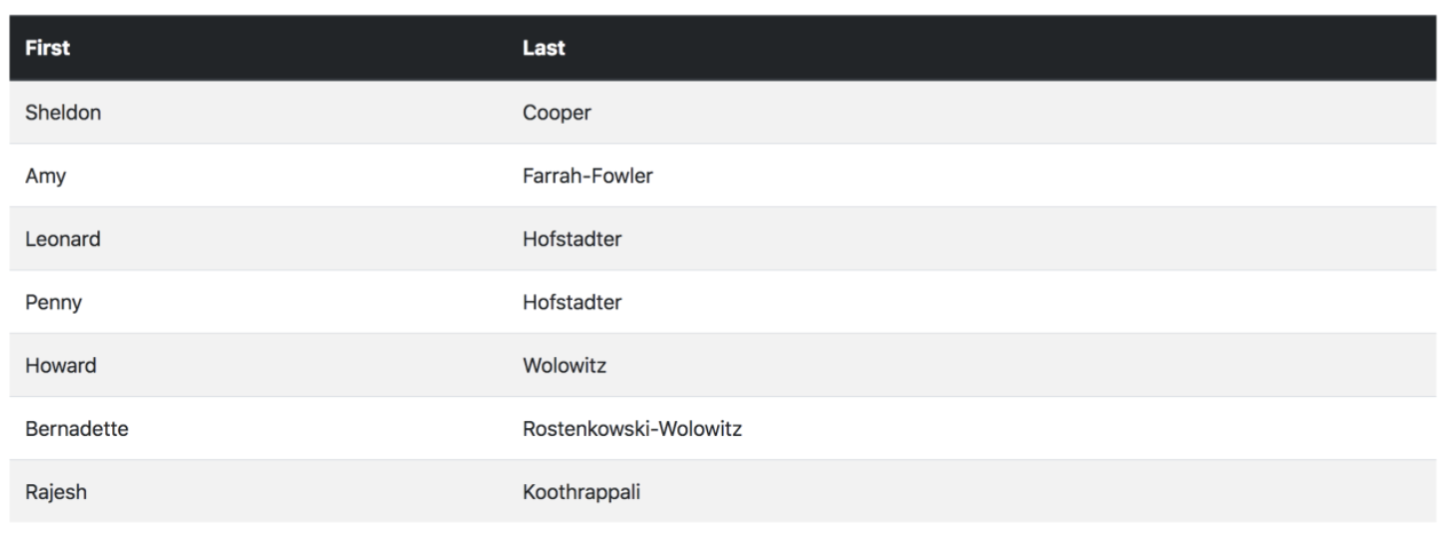 First Last
Sheldon Cooper
Amy Farrah-Fowler
Leonard Hofstadter
Penny Hofstadter
Howard Wolowitz
Bernadette Rostenkowski-Wolowitz
Rajesh Koothrappali